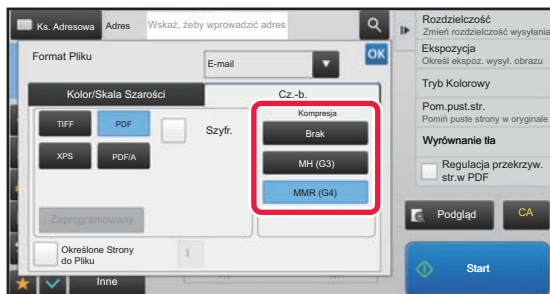 Ks. Adresowa
Adres
Wskaż, żeby wprowadzić adres
Format Pliku
E-mail
OK
Kolor/Skala Szarości
Cz.-b.
TIFF
PDF
Szyfr.
XPS
PDF/A
Kompresja
Brak
MH (G3)
MMR (G4)
Zaprogramowany
Określone Strony
do Pliku
1
Inne
Rozdzielczość
Zmień rozdzielczość wysyłania
Ekspozycja
Określ ekspoz. wysył. obrazu
Tryb Kolorowy
Pom.pust.str.
Pomiń puste strony w oryginale
Wyrównanie tła
Regulacja przekrzyw.
str.w PDF
Podgląd
CA
Start